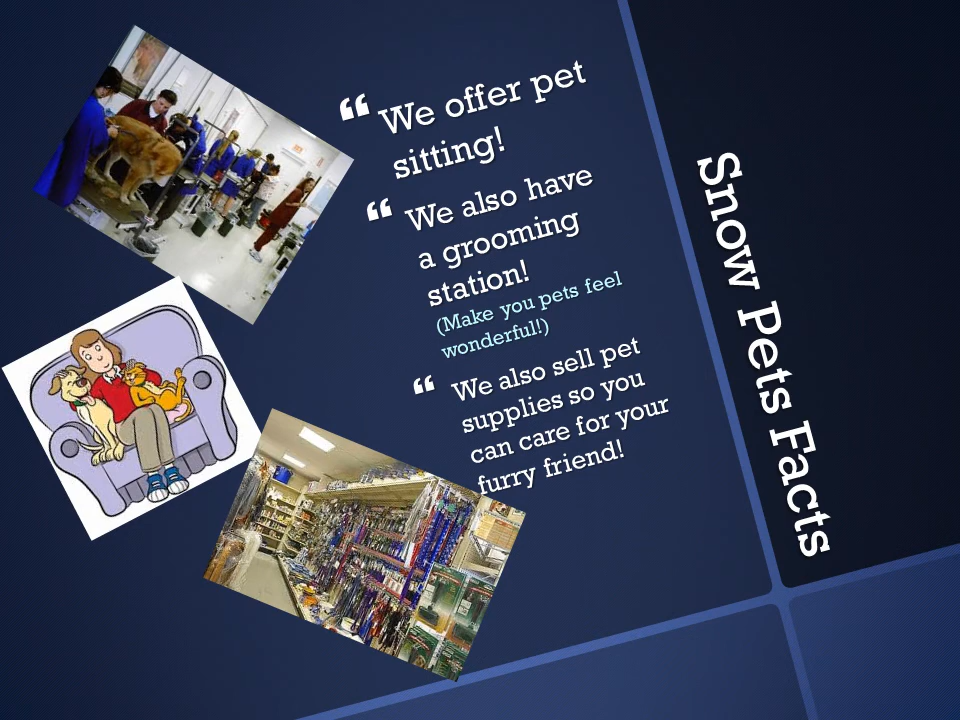 Snow Pets Facts
“ We offer pet
sitting!
“ We also have
a grooming
station!
(Make you pets feel
wonderful!)
“ We also sell pet
supplies so you
can care for your
furry friend!